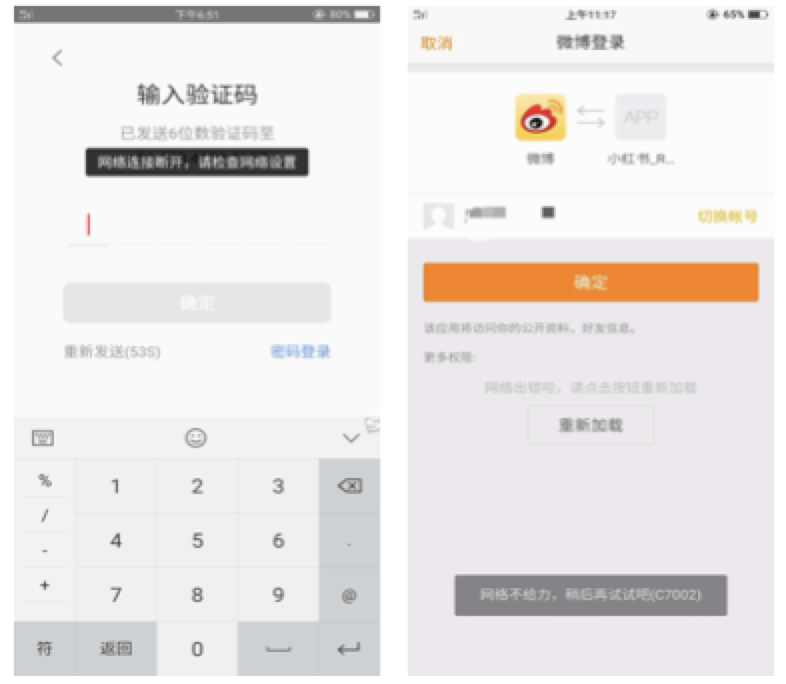 下午6:51
80%
输入验证码
已发送6位数验证码至
网络连接断开，请检查网络设置
确定
重新发送(53S)
密码登录
%
1
2
3
/
-
4
5
6
.
+
7
8
9
@
符
返回
0
上午11:17
65%
取消
微博登录
APP
微博
小红书_R...
切换帐号
确定
该应用将访问你的公开资料，好友信息。
更多权限:
网络出错啦，请点击按钮重新加载
重新加载
网络不给力，稍后再试试吧(C7002)